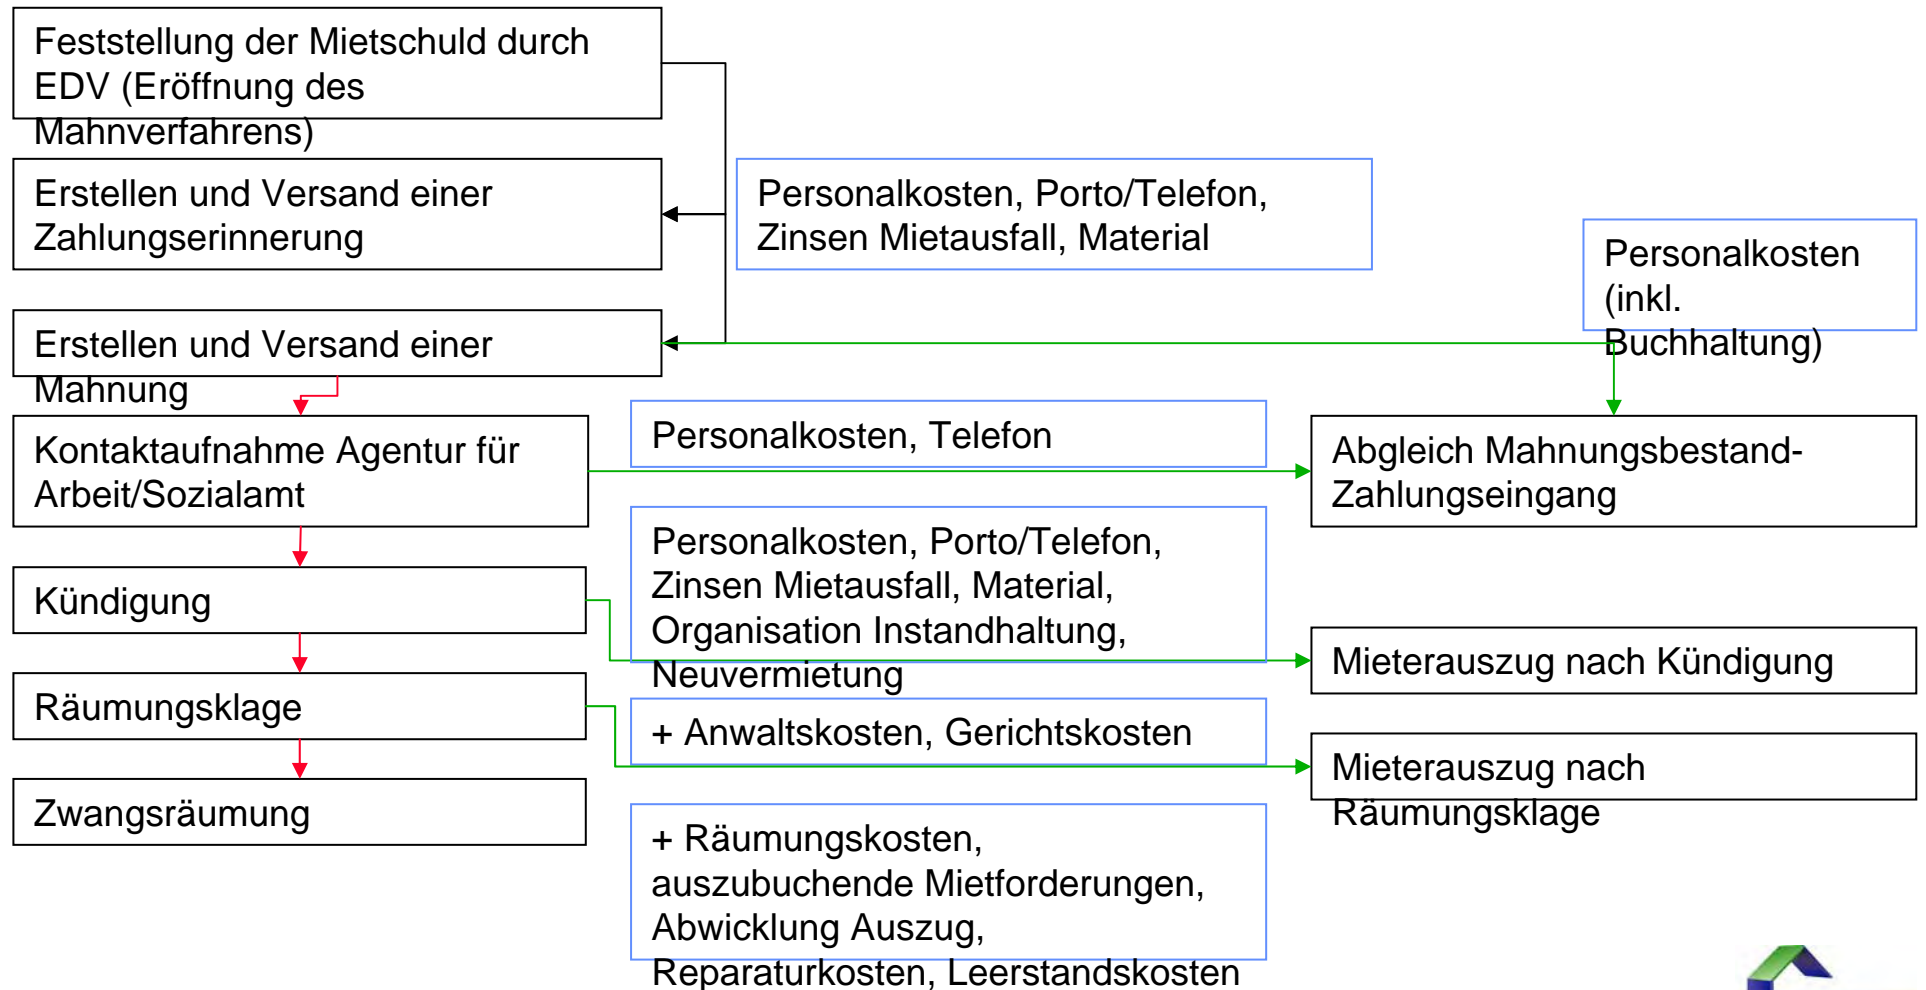 Feststellung der Mietschuld durch
EDV (Eröffnung des
Mahnverfahrens)
Erstellen und Versand einer
Zahlungserinnerung
Personalkosten, Porto/Telefon,
Zinsen Mietausfall, Material
Personalkosten
(inkl.
Buchhaltung)
Erstellen und Versand einer
Mahnung
Kontaktaufnahme Agentur für
Arbeit/Sozialamt
Personalkosten, Telefon
Abgleich Mahnungsbestand-
Zahlungseingang
Kündigung
Personalkosten, Porto/Telefon,
Zinsen Mietausfall, Material,
Organisation Instandhaltung,
Neuvermietung
Mieterauszug nach Kündigung
Räumungsklage
+ Anwaltskosten, Gerichtskosten
Mieterauszug nach
Räumungsklage
Zwangsräumung
+ Räumungskosten,
auszubuchende Mietforderungen,
Abwicklung Auszug,
Reparaturkosten, Leerstandskosten